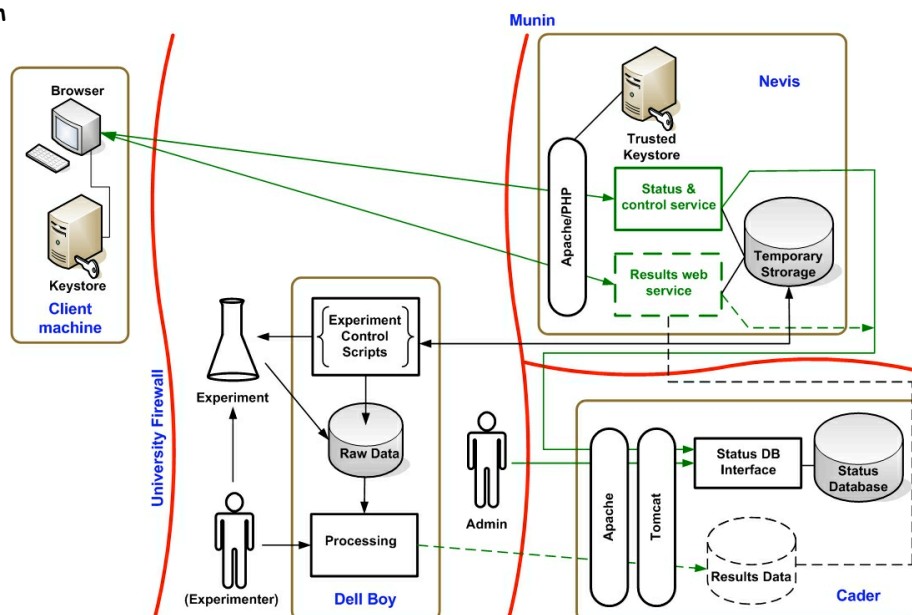 Munin
Browser
Keystore
Client
machine
University Firewall
Nevis
Trusted
Keystore
Apache/PHP
Status &
control service
Results web
service
Temporary
Strorage
Experiment
Control
Scripts
Experiment
Raw Data
Processing
(Experimenter)
Dell Boy
Admin
Apache
Tomcat
Status DB
Interface
Status
Database
Results Data
Cader